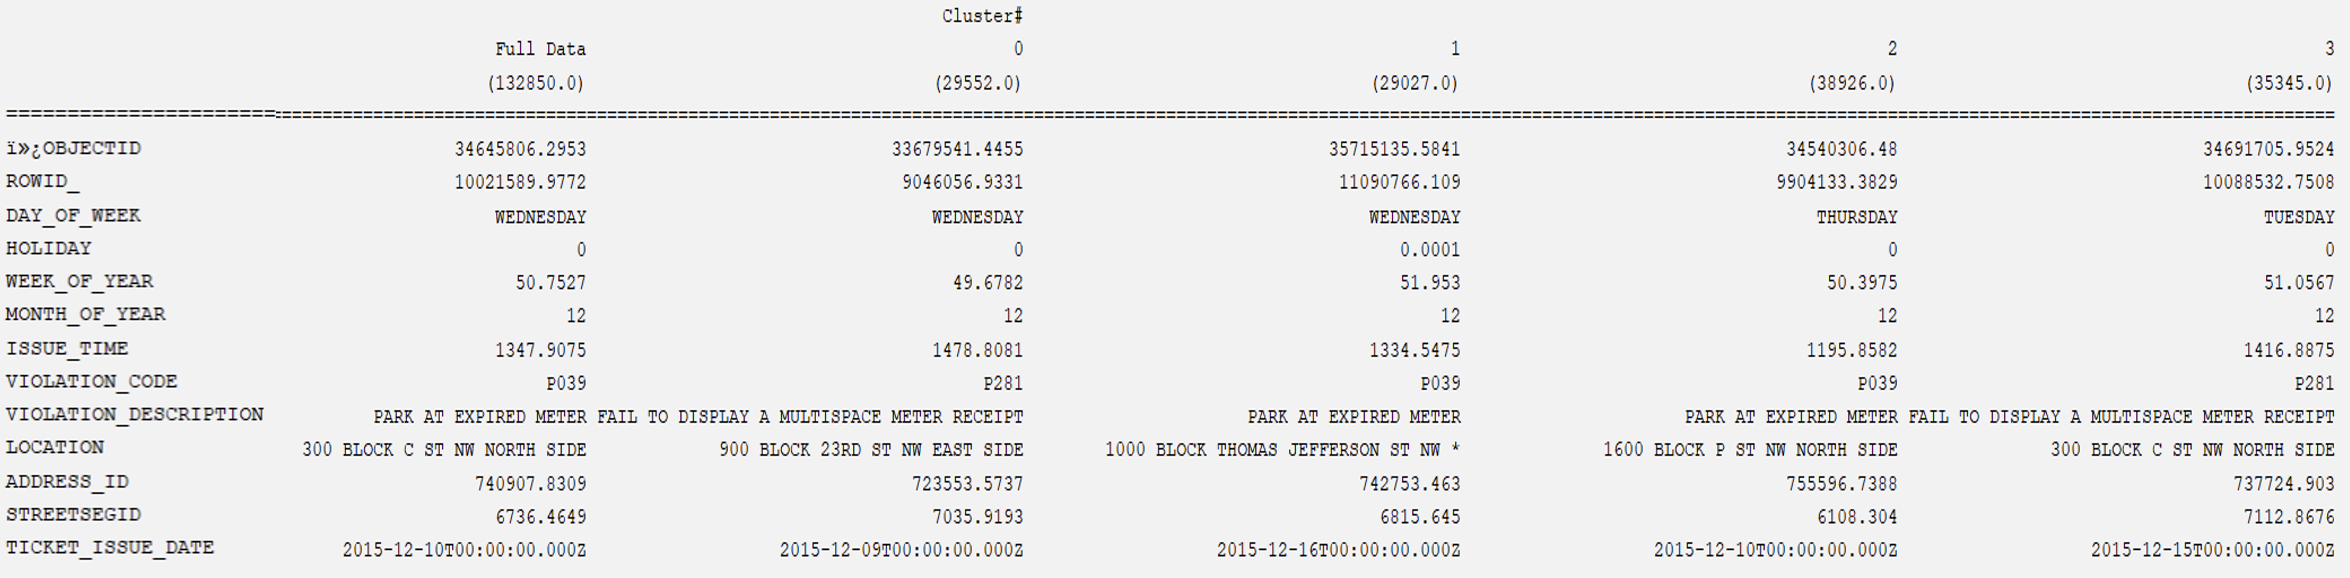 Cluster#
Full Data 0 1 2 3
(132850.0) (29552.0) (29027.0) (38926.0) (35345.0)
================================================================================
ï»¿OBJECTID 34645806.2953 33679541.4455 35715135.5841 34540306.48 34691705.9524
ROWID_ 10021589.9772 9046056.9331 11090766.109 9904133.3829 10088532.7508
DAY_OF_WEEK WEDNESDAY WEDNESDAY WEDNESDAY THURSDAY TUESDAY
HOLIDAY 0 0 0.0001 0 0
WEEK_OF_YEAR 50.7527 49.6782 51.953 50.3975 51.0567
MONTH_OF_YEAR 12 12 12 12 12
ISSUE_TIME 1347.9075 1478.8081 1334.5475 1195.8582 1416.8875
VIOLATION_CODE P039 P281 P039 P039 P281
VIOLATION_DESCRIPTION PARK AT EXPIRED METER FAIL TO DISPLAY A MULTISPACE METER RECEIPT PARK AT EXPIRED METER PARK AT EXPIRED METER FAIL TO DISPLAY A MULTISPACE METER RECEIPT
LOCATION 300 BLOCK C ST NW NORTH SIDE 900 BLOCK 23RD ST NW EAST SIDE 1000 BLOCK THOMAS JEFFERSON ST NW * 1600 BLOCK P ST NW NORTH SIDE 300 BLOCK C ST NW NORTH SIDE
ADDRESS_ID 740907.8309 723553.5737 742753.463 755596.7388 737724.903
STREETSEGID 6736.4649 7035.9193 6815.645 6108.304 7112.8676
TICKET_ISSUE_DATE 2015-12-10T00:00:00.000Z 2015-12-09T00:00:00.000Z 2015-12-16T00:00:00.000Z 2015-12-10T00:00:00.000Z 2015-12-15T00:00:00.000Z